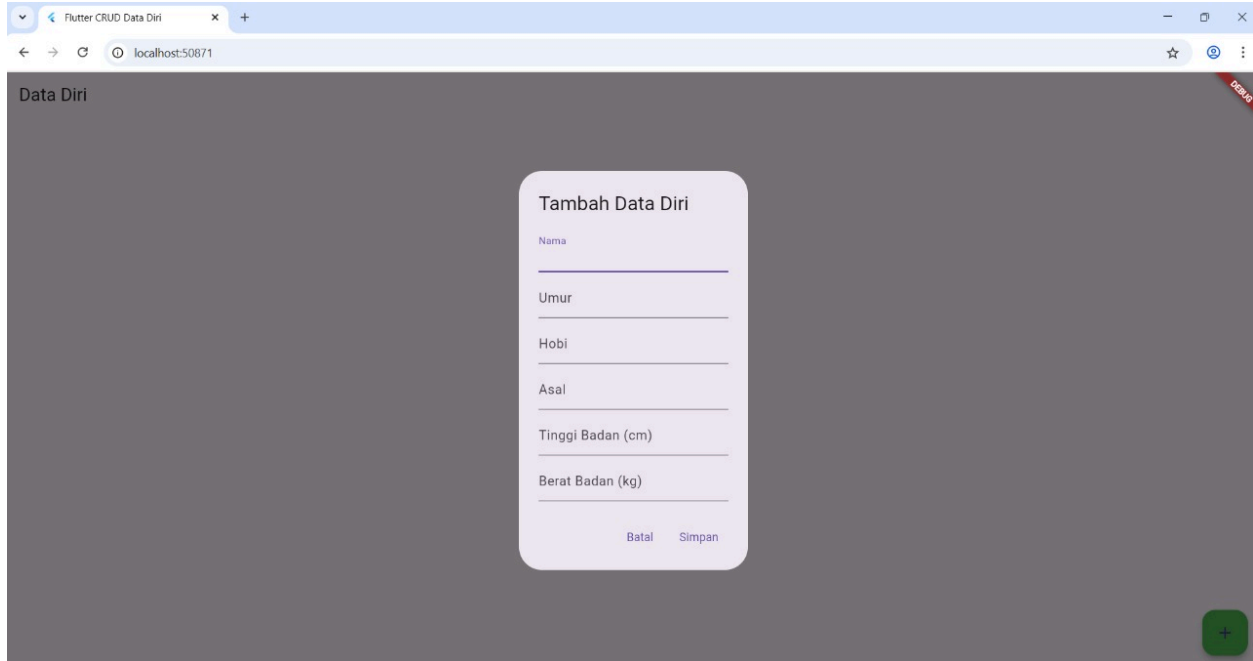 Flutter CRUD Data Diri
localhost:50871
Data Diri
DEBUG
Tambah Data Diri
Nama
Umur
Hobi
Asal
Tinggi Badan (cm)
Berat Badan (kg)
Batal Simpan